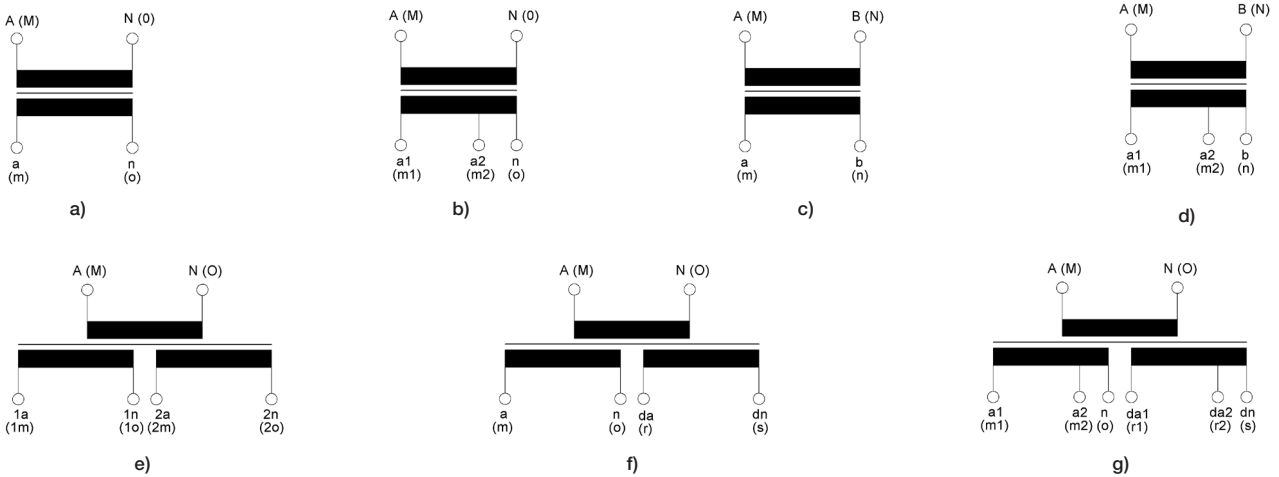 A (M) N (0)
a n
(m) (o)
a)
A (M) N (0)
a1 a2 n
(m1) (m2) (o)
b)
A (M) B (N)
a b
(m) (n)
c)
A (M) B (N)
a1 a2 b
(m1) (m2) (n)
d)
A (M) N (O)
1a 1n 2a 2n
(1m) (1o) (2m) (2o)
e)
A (M) N (O)
a n da dn
(m) (o) (r) (s)
f)
A (M) N (O)
a1 a2 n da1 da2 dn
(m1) (m2) (o) (r1) (r2) (s)
g)